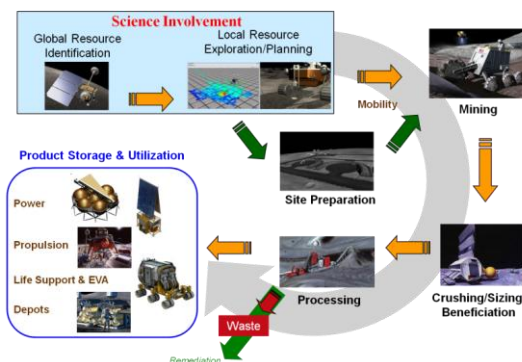 Science Involvement
Global Resource
Identification
Local Resource
Exploration/Planning
Mobility
Mining
Site Preparation
Product Storage & Utilization
Power
Propulsion
Life Support & EVA
Depots
Processing
Crushing/Sizing/
Beneficiation
Waste
Remediation